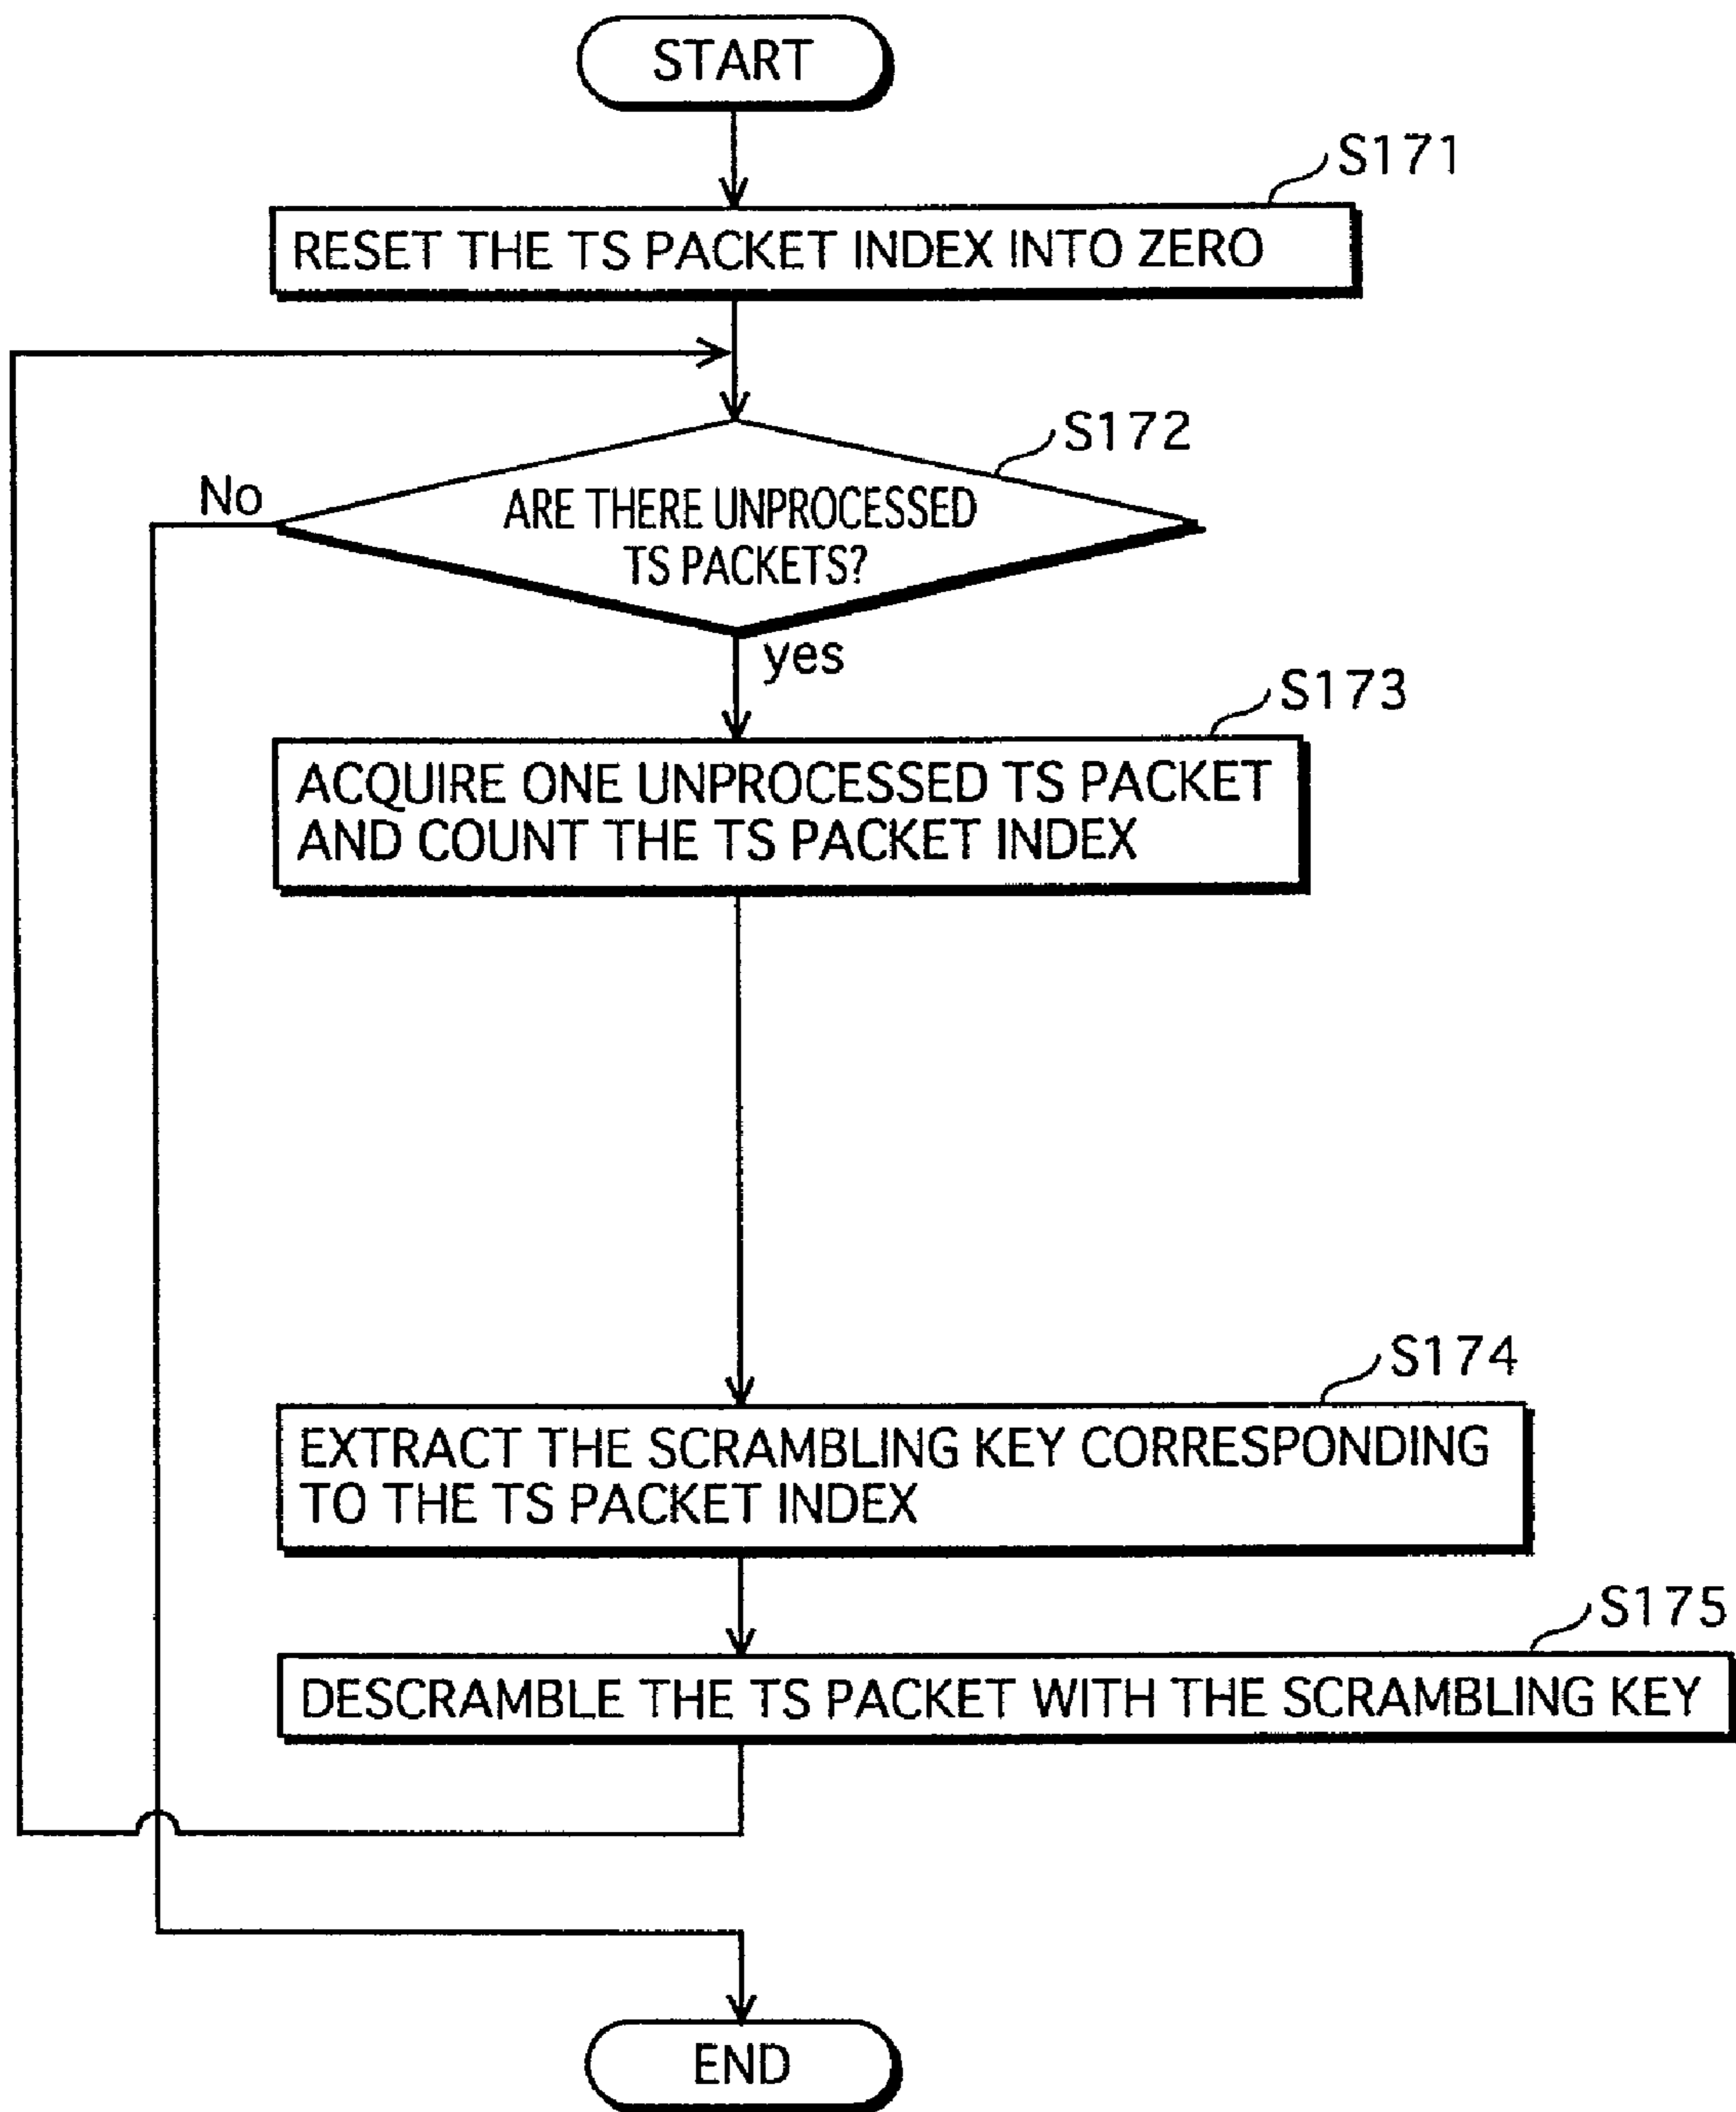 START
S171
RESET THE TS PACKET INDEX INTO ZERO
S172
No
ARE THERE UNPROCESSED
TS PACKETS?
yes
S173
ACQUIRE ONE UNPROCESSED TS PACKET
AND COUNT THE TS PACKET INDEX
S174
EXTRACT THE SCRAMBLING KEY CORRESPONDING
TO THE TS PACKET INDEX
S175
DESCRAMBLE THE TS PACKET WITH THE SCRAMBLING KEY
END